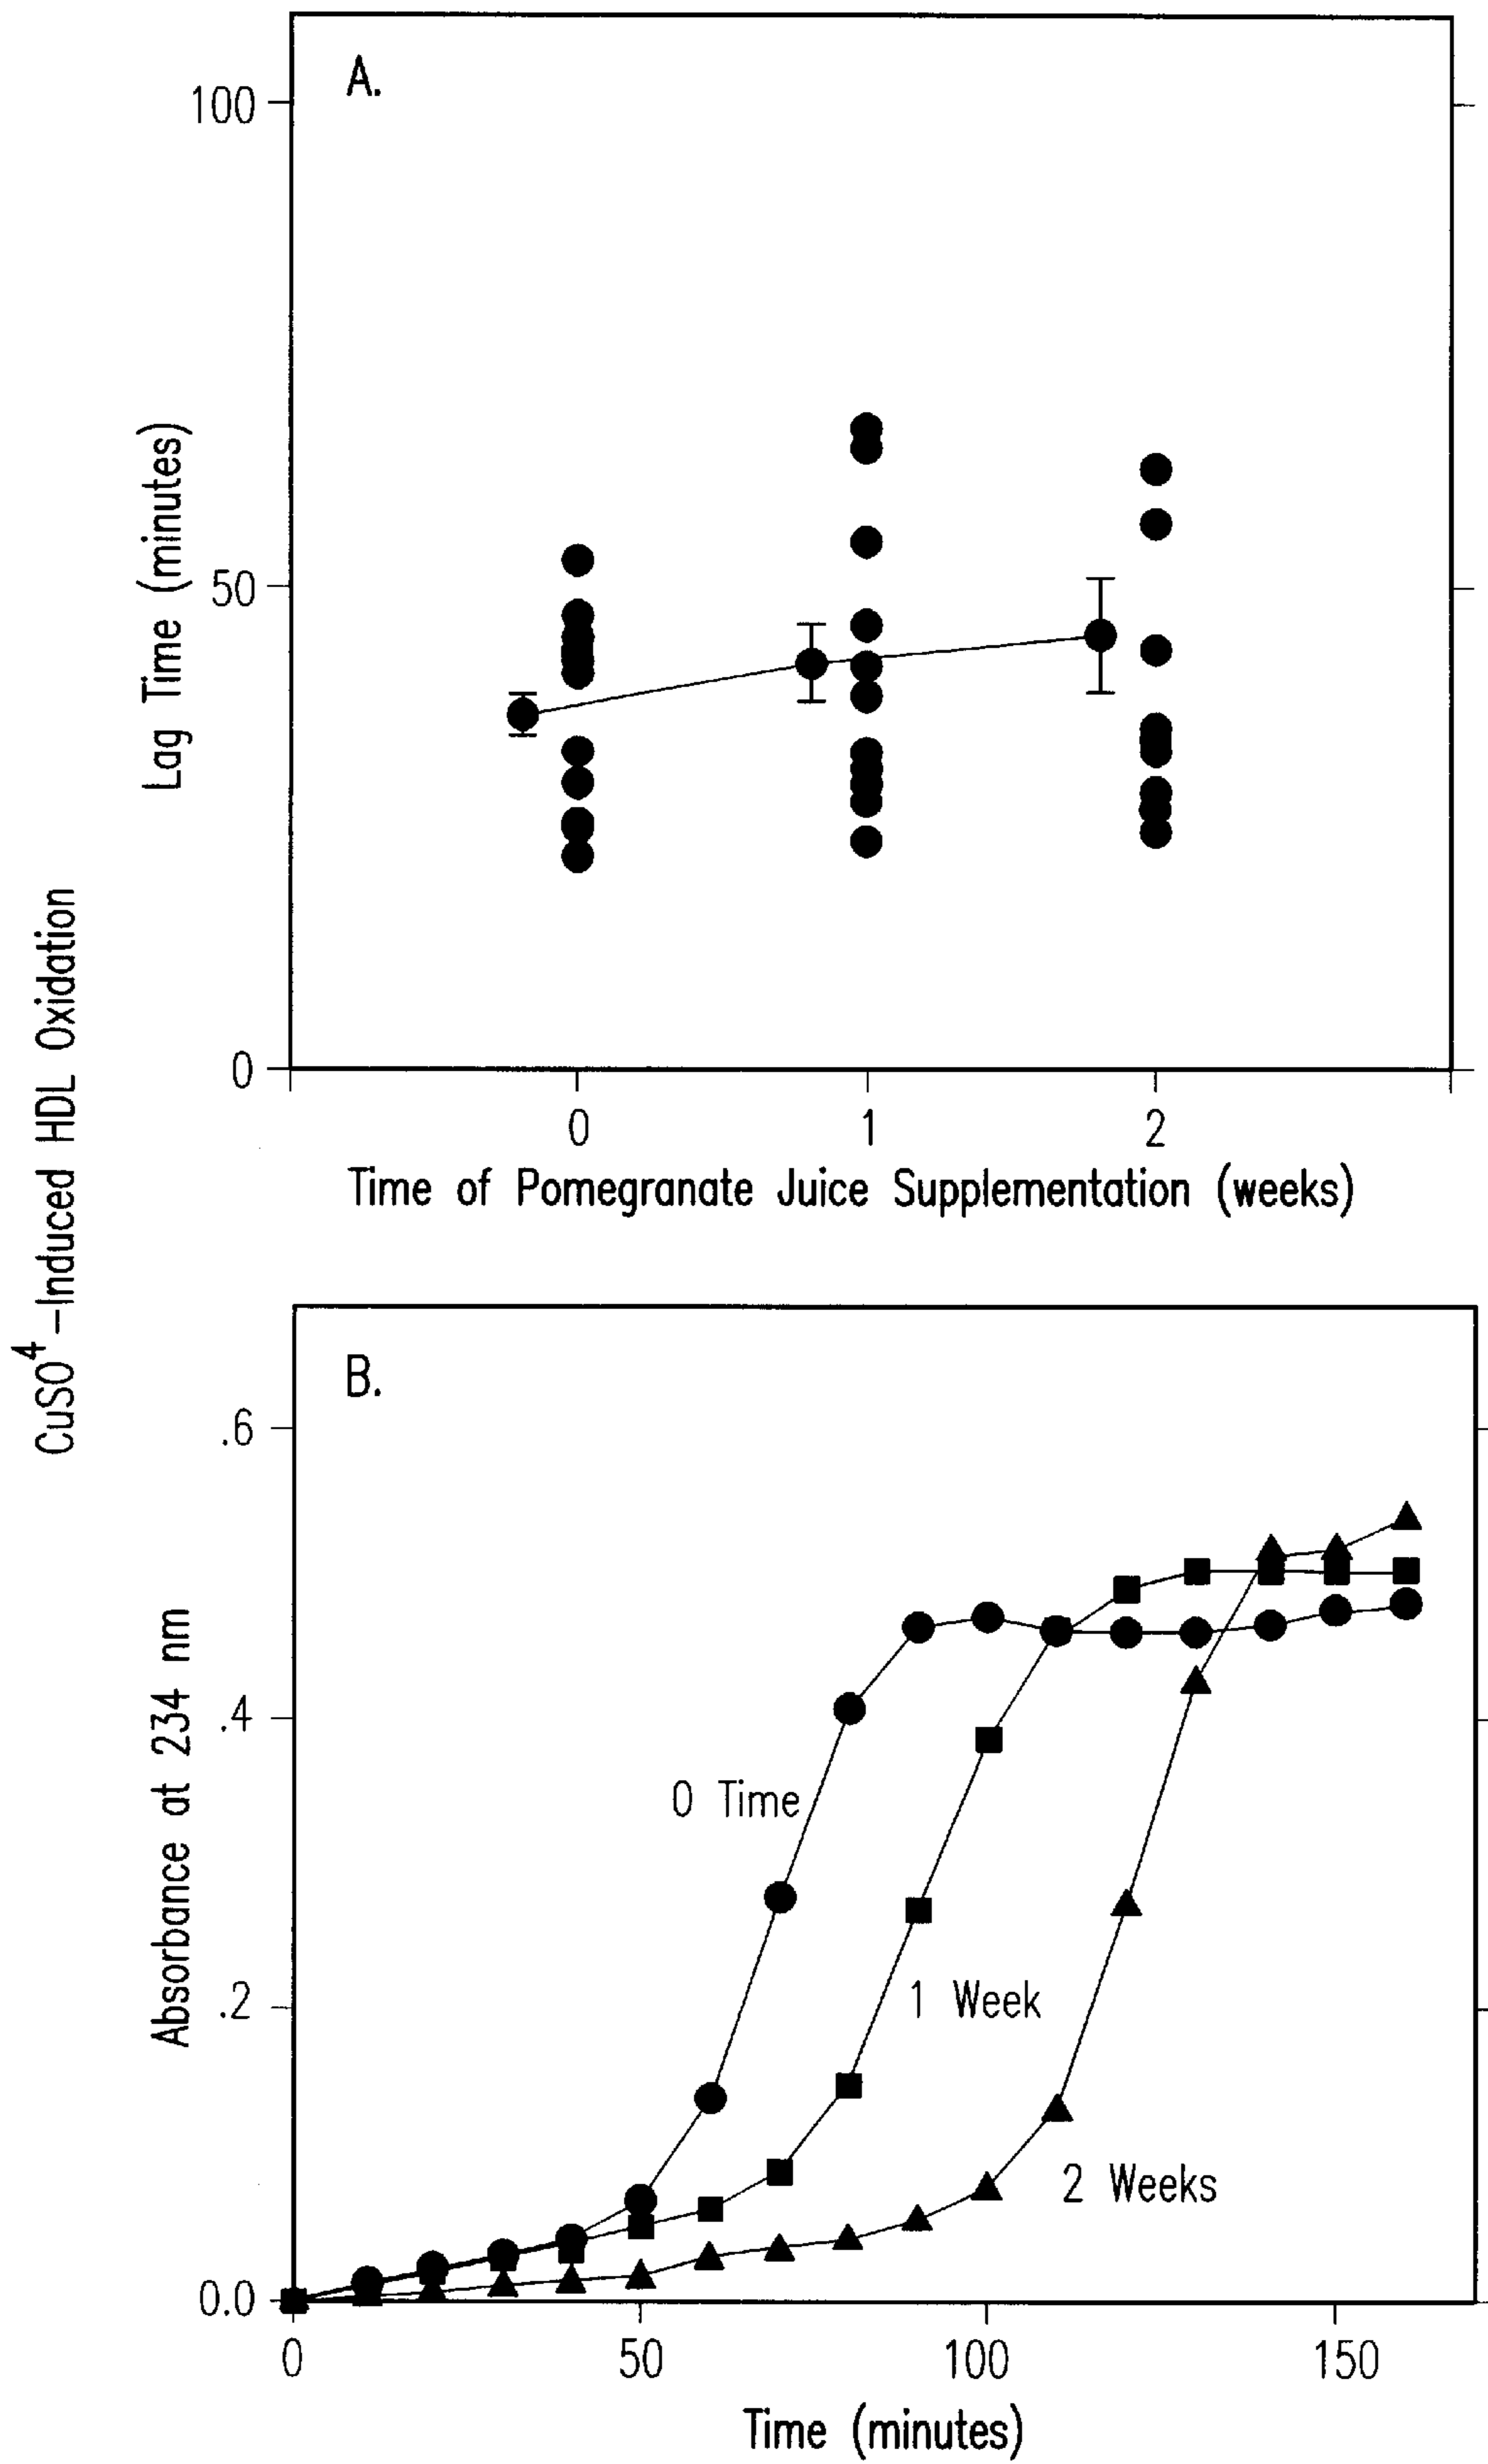 CuSO⁴-Induced HDL Oxidation
A.
Lag Time (minutes)
100
50
0
0 1 2
Time of Pomegranate Juice Supplementation (weeks)
B.
Absorbance at 234 nm
.6
.4
.2
0.0
0 Time
1 Week
2 Weeks
0 50 100 150
Time (minutes)